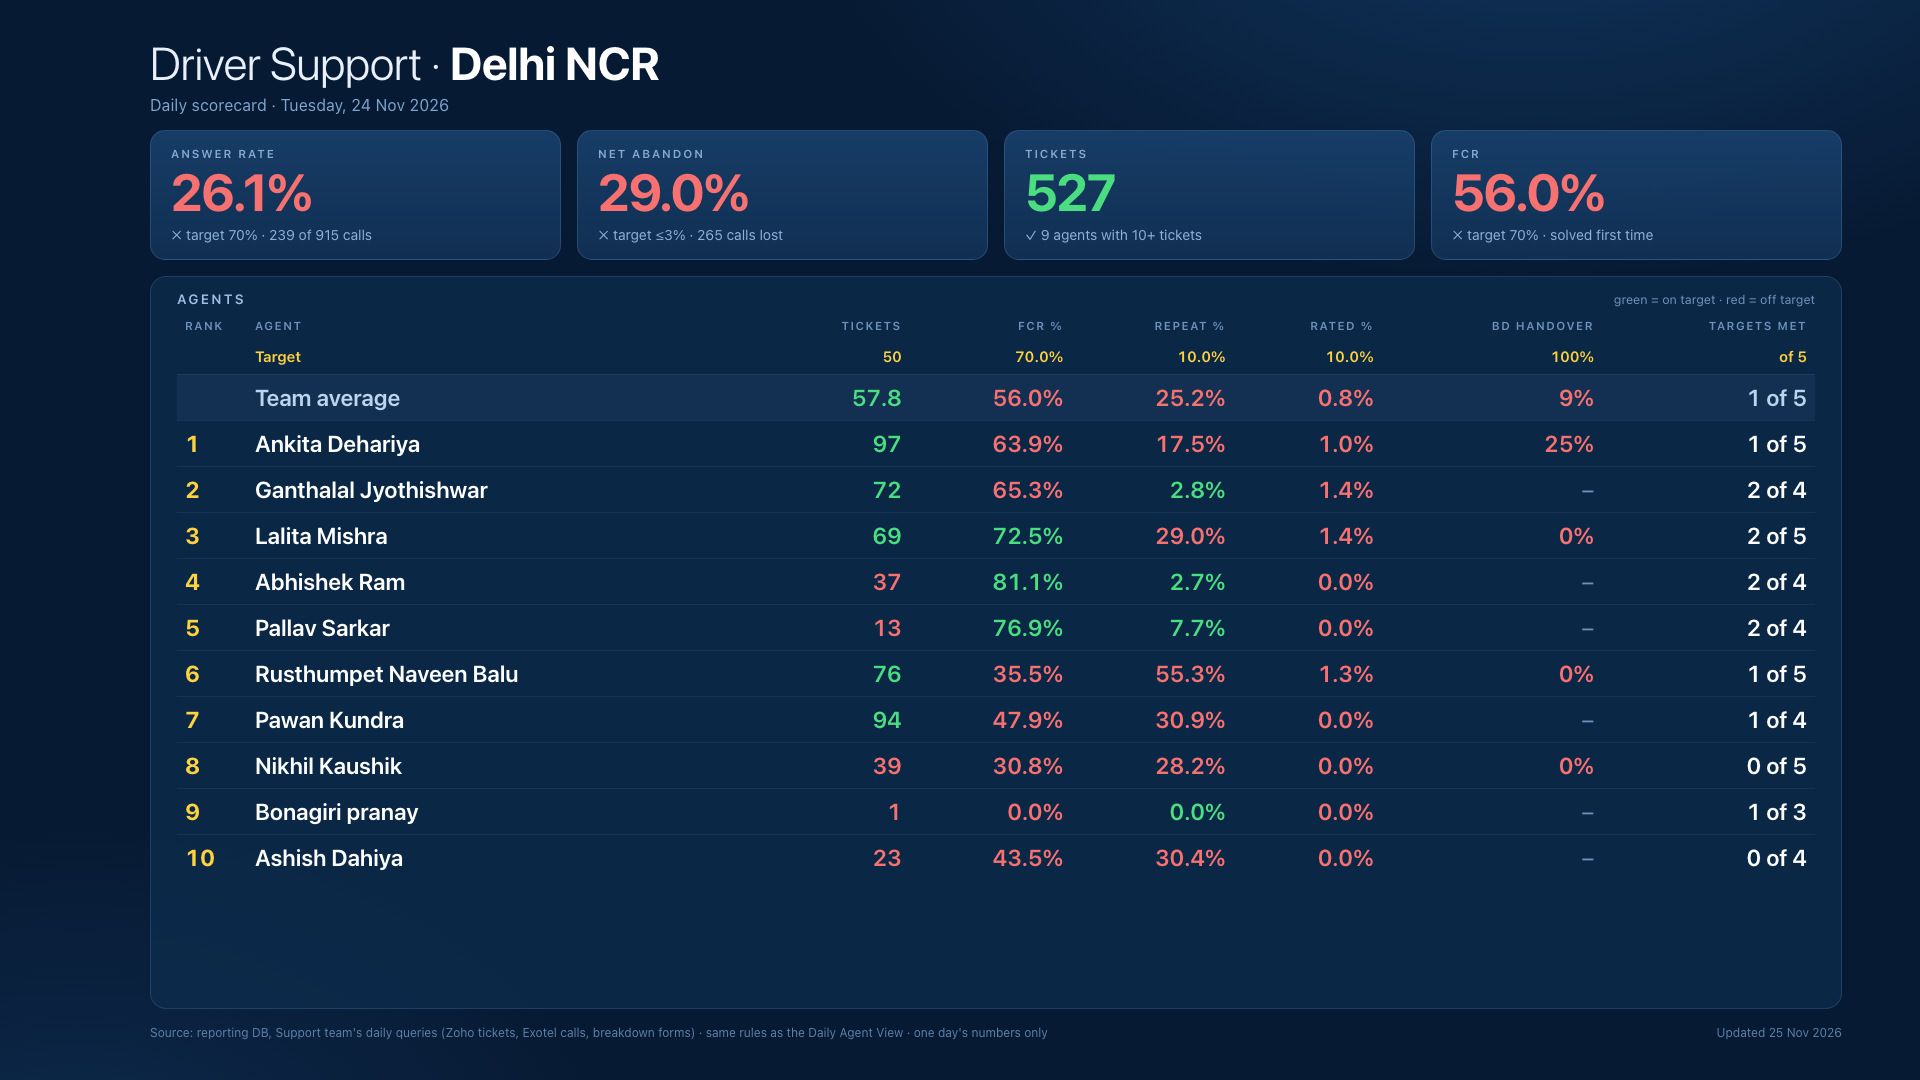 Driver Support · Delhi NCR
Daily scorecard · Tuesday, 24 Nov 2026
ANSWER RATE
26.1%
✕ target 70% · 239 of 915 calls
NET ABANDON
29.0%
✕ target ≤3% · 265 calls lost
TICKETS
527
✓ 9 agents with 10+ tickets
FCR
56.0%
✕ target 70% · solved first time
AGENTS green = on target · red = off target
RANK AGENT TICKETS FCR % REPEAT % RATED % BD HANDOVER TARGETS MET
Target 50 70.0% 10.0% 10.0% 100% of 5
Team average 57.8 56.0% 25.2% 0.8% 9% 1 of 5
1 Ankita Dehariya 97 63.9% 17.5% 1.0% 25% 1 of 5
2 Ganthalal Jyothishwar 72 65.3% 2.8% 1.4% – 2 of 4
3 Lalita Mishra 69 72.5% 29.0% 1.4% 0% 2 of 5
4 Abhishek Ram 37 81.1% 2.7% 0.0% – 2 of 4
5 Pallav Sarkar 13 76.9% 7.7% 0.0% – 2 of 4
6 Rusthumpet Naveen Balu 76 35.5% 55.3% 1.3% 0% 1 of 5
7 Pawan Kundra 94 47.9% 30.9% 0.0% – 1 of 4
8 Nikhil Kaushik 39 30.8% 28.2% 0.0% 0% 0 of 5
9 Bonagiri pranay 1 0.0% 0.0% 0.0% – 1 of 3
10 Ashish Dahiya 23 43.5% 30.4% 0.0% – 0 of 4
Source: reporting DB, Support team's daily queries (Zoho tickets, Exotel calls, breakdown forms) · same rules as the Daily Agent View · one day's numbers only
Updated 25 Nov 2026